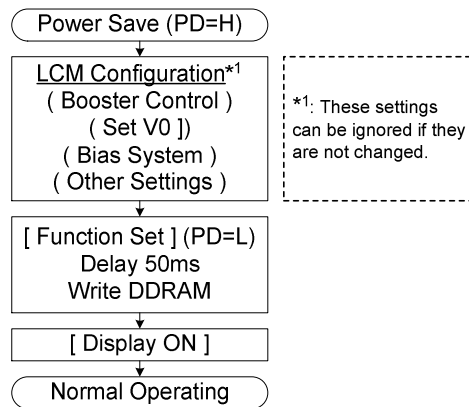 Power Save (PD=H)
LCM Configuration*1
( Booster Control )
( Set V0 ])
( Bias System )
( Other Settings )
*1: These settings
can be ignored if they
are not changed.
[ Function Set ] (PD=L)
Delay 50ms
Write DDRAM
[ Display ON ]
Normal Operating